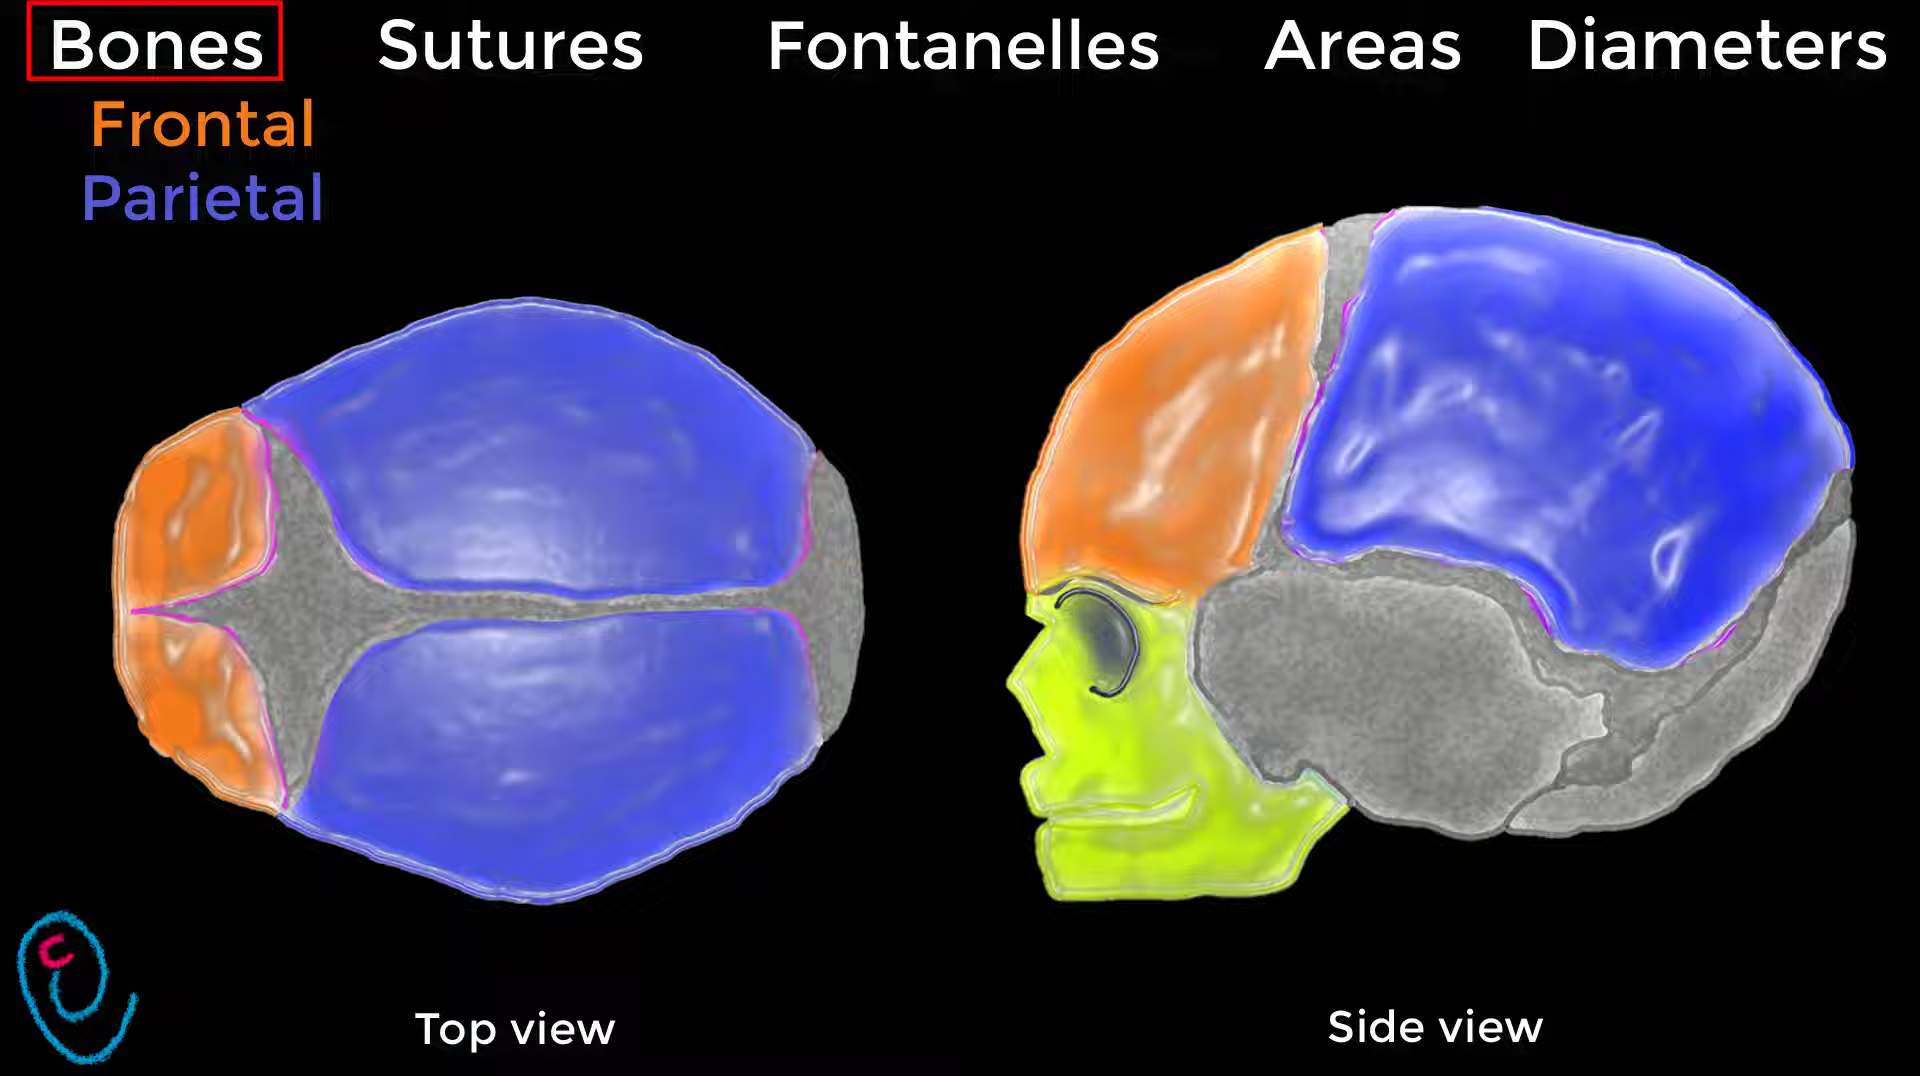 Bones Sutures Fontanelles Areas Diameters
Frontal
Parietal
Top view
Side view